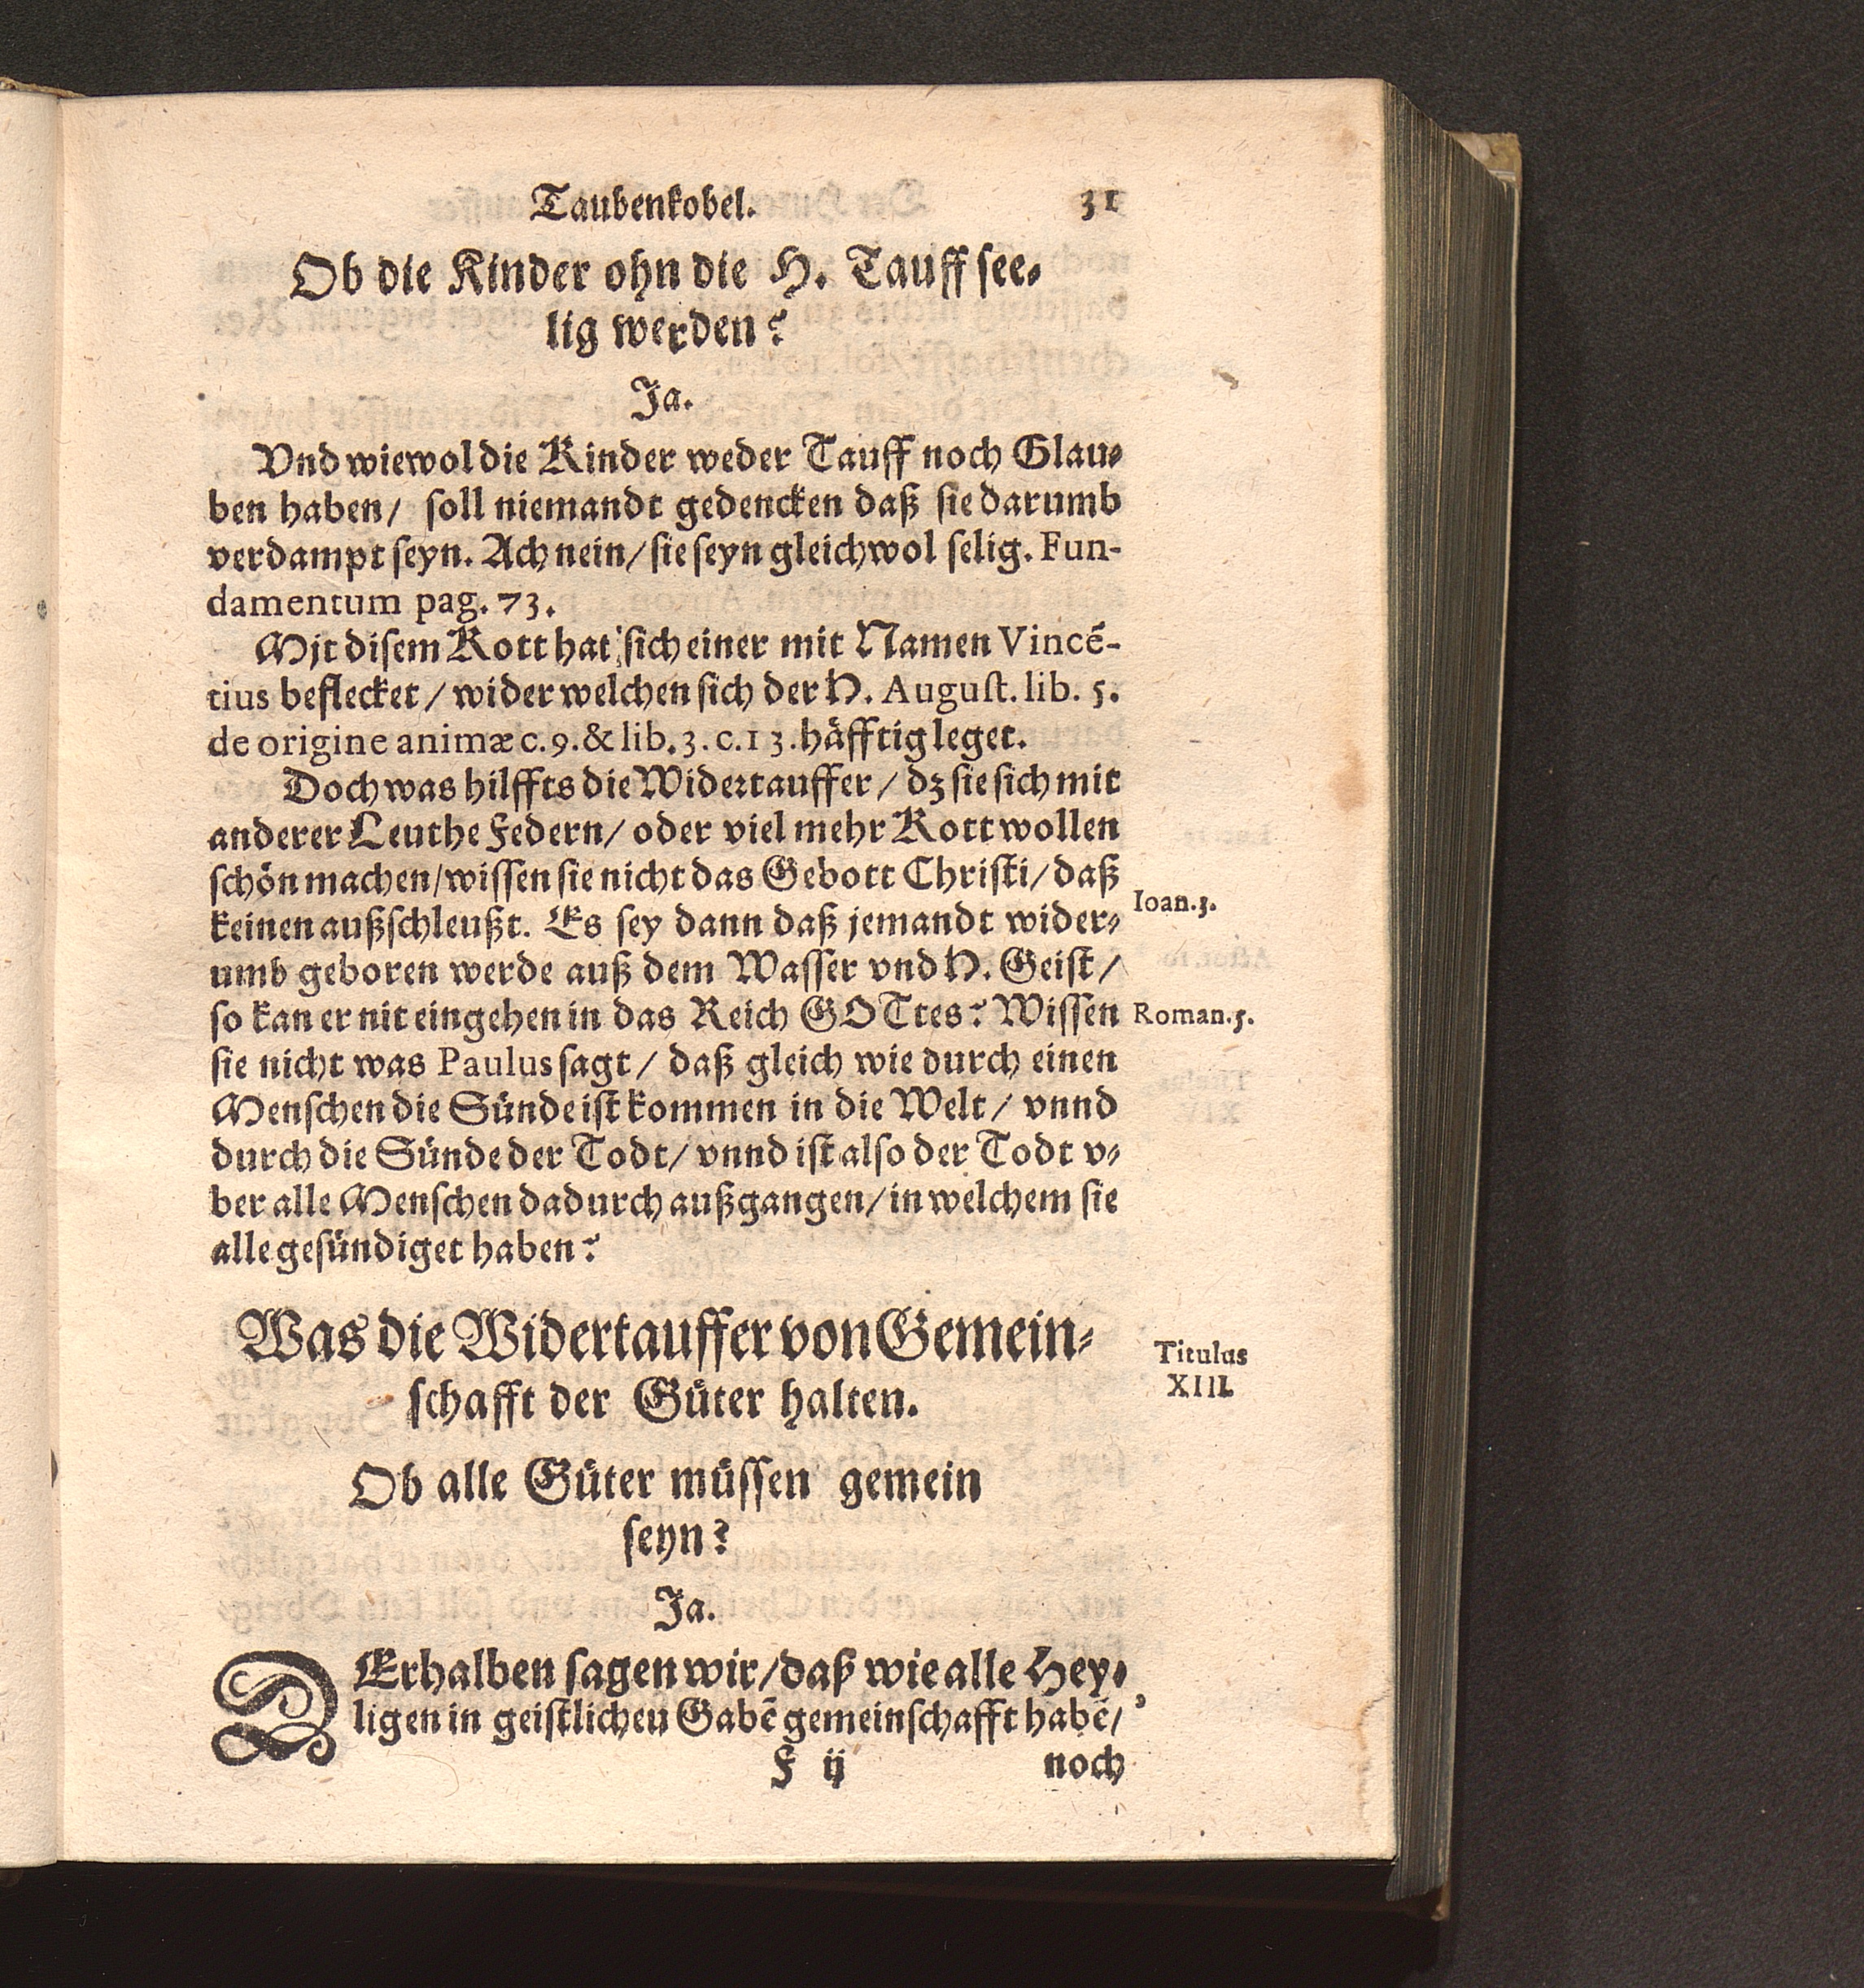 Taubenkobel. 31
Ob die Kinder ohn die H. Tauff see-
lig werden?
Ja.
Vnd wiewol die Kinder weder Tauff noch Glau-
ben haben/ soll niemandt gedencken daß sie darumb
verdampt seyn. Ach nein/ sie seyn gleichwol selig. Fun-
damentum pag. 73.
Mit disem Kott hat sich einer mit Namen Vincẽ-
tius beflecket/ wider welchen sich der H. August. lib. 5.
de origine animæ c. 9. & lib. 3. c. 13. häfftig leget.
Doch was hilffts die Widertauffer/ dz sie sich mit
anderer Leuthe Federn/ oder viel mehr Kott wollen
schön machen/ wissen sie nicht das Gebott Christi/ daß
keinen außschleußt. Es sey dann daß jemandt wider-
Ioan. 3.
umb geboren werde auß dem Wasser vnd H. Geist/
so kan er nit eingehen in das Reich GOTtes? Wissen
Roman. 5.
sie nicht was Paulus sagt/ daß gleich wie durch einen
Menschen die Sünde ist kommen in die Welt/ vnnd
durch die Sünde der Todt/ vnnd ist also der Todt v-
ber alle Menschen dadurch außgangen/ in welchem sie
alle gesündiget haben?
Was die Widertauffer von Gemein-
schafft der Güter halten.
Titulus
XIII.
Ob alle Güter müssen gemein
seyn?
Ja.
DErhalben sagen wir/ daß wie alle Hey-
ligen in geistlichen Gabẽ gemeinschafft habẽ/
F ij noch